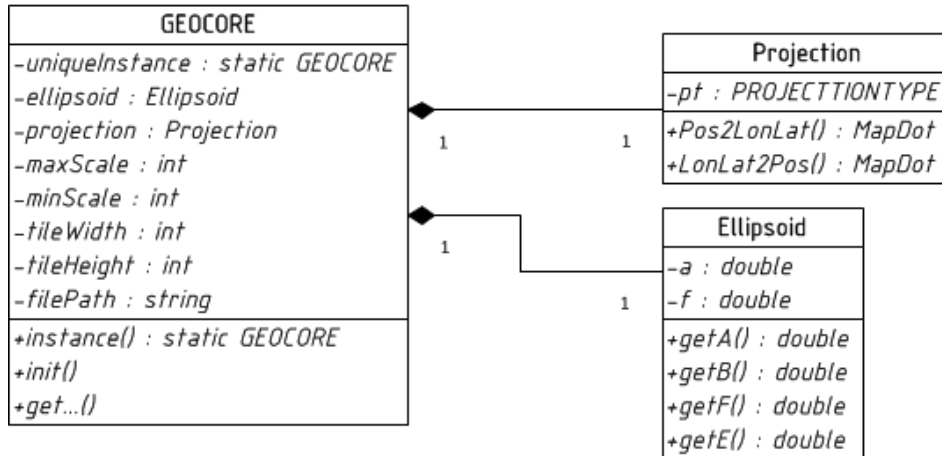 GEOCORE
-uniqueInstance : static GEOCORE
-ellipsoid : Ellipsoid
-projection : Projection
-maxScale : int
-minScale : int
-tileWidth : int
-tileHeight : int
-filePath : string
+instance() : static GEOCORE
+init()
+get...()
1
1
1
1
Projection
-pt : PROJECTTIONTYPE
+Pos2LonLat() : MapDot
+LonLat2Pos() : MapDot
Ellipsoid
-a : double
-f : double
+getA() : double
+getB() : double
+getF() : double
+getE() : double